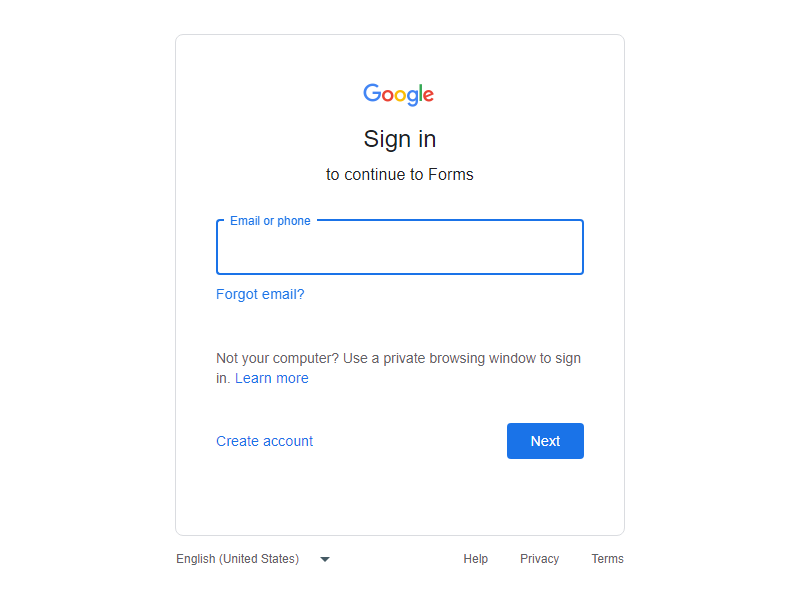 Google
Sign in
to continue to Forms
Email or phone
Forgot email?
Not your computer? Use a private browsing window to sign
in. Learn more
Create account
Next
English (United States)
Help
Privacy
Terms